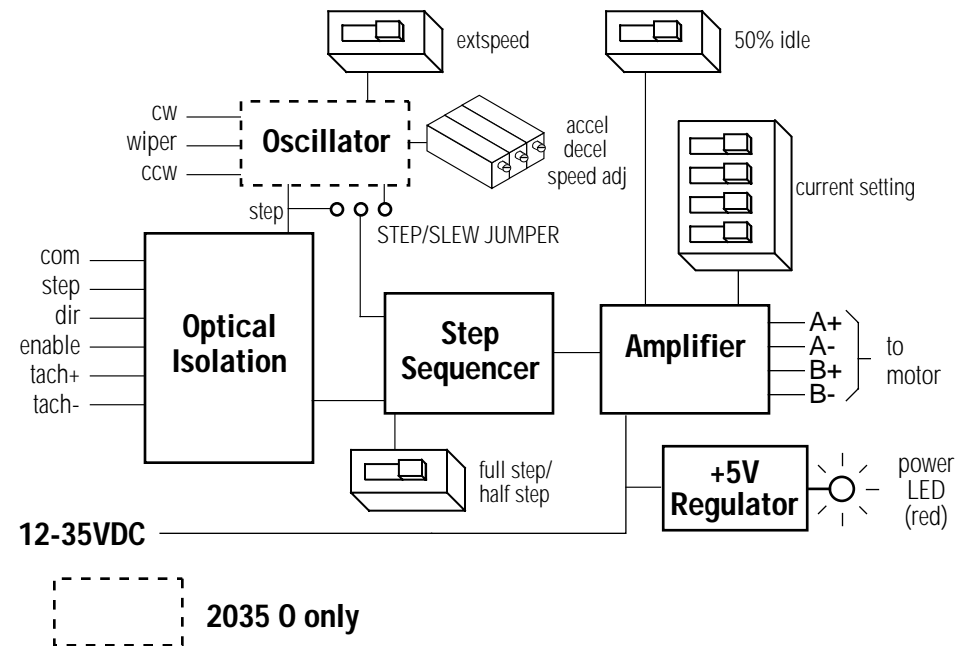 extspeed
50% idle
cw
wiper
ccw
Oscillator
accel
decel
speed adj
current setting
step
STEP/SLEW JUMPER
com
step
dir
enable
tach+
tach-
Optical
Isolation
Step
Sequencer
Amplifier
A+
A-
B+
B-
to
motor
full step/
half step
+5V
Regulator
power
LED
(red)
12-35VDC
2035 O only